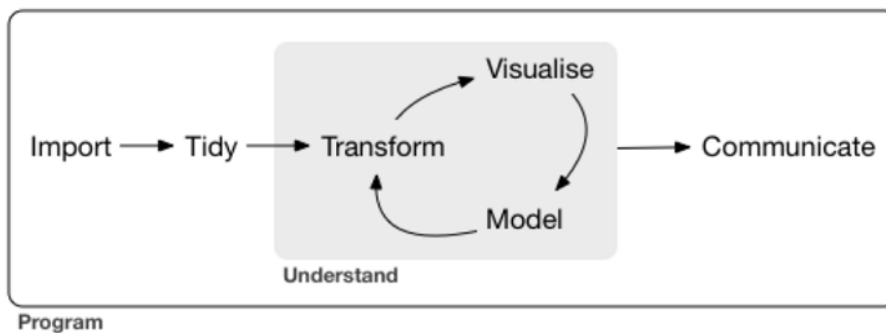 Visualise
Import
Tidy
Transform
Communicate
Model
Understand
Program